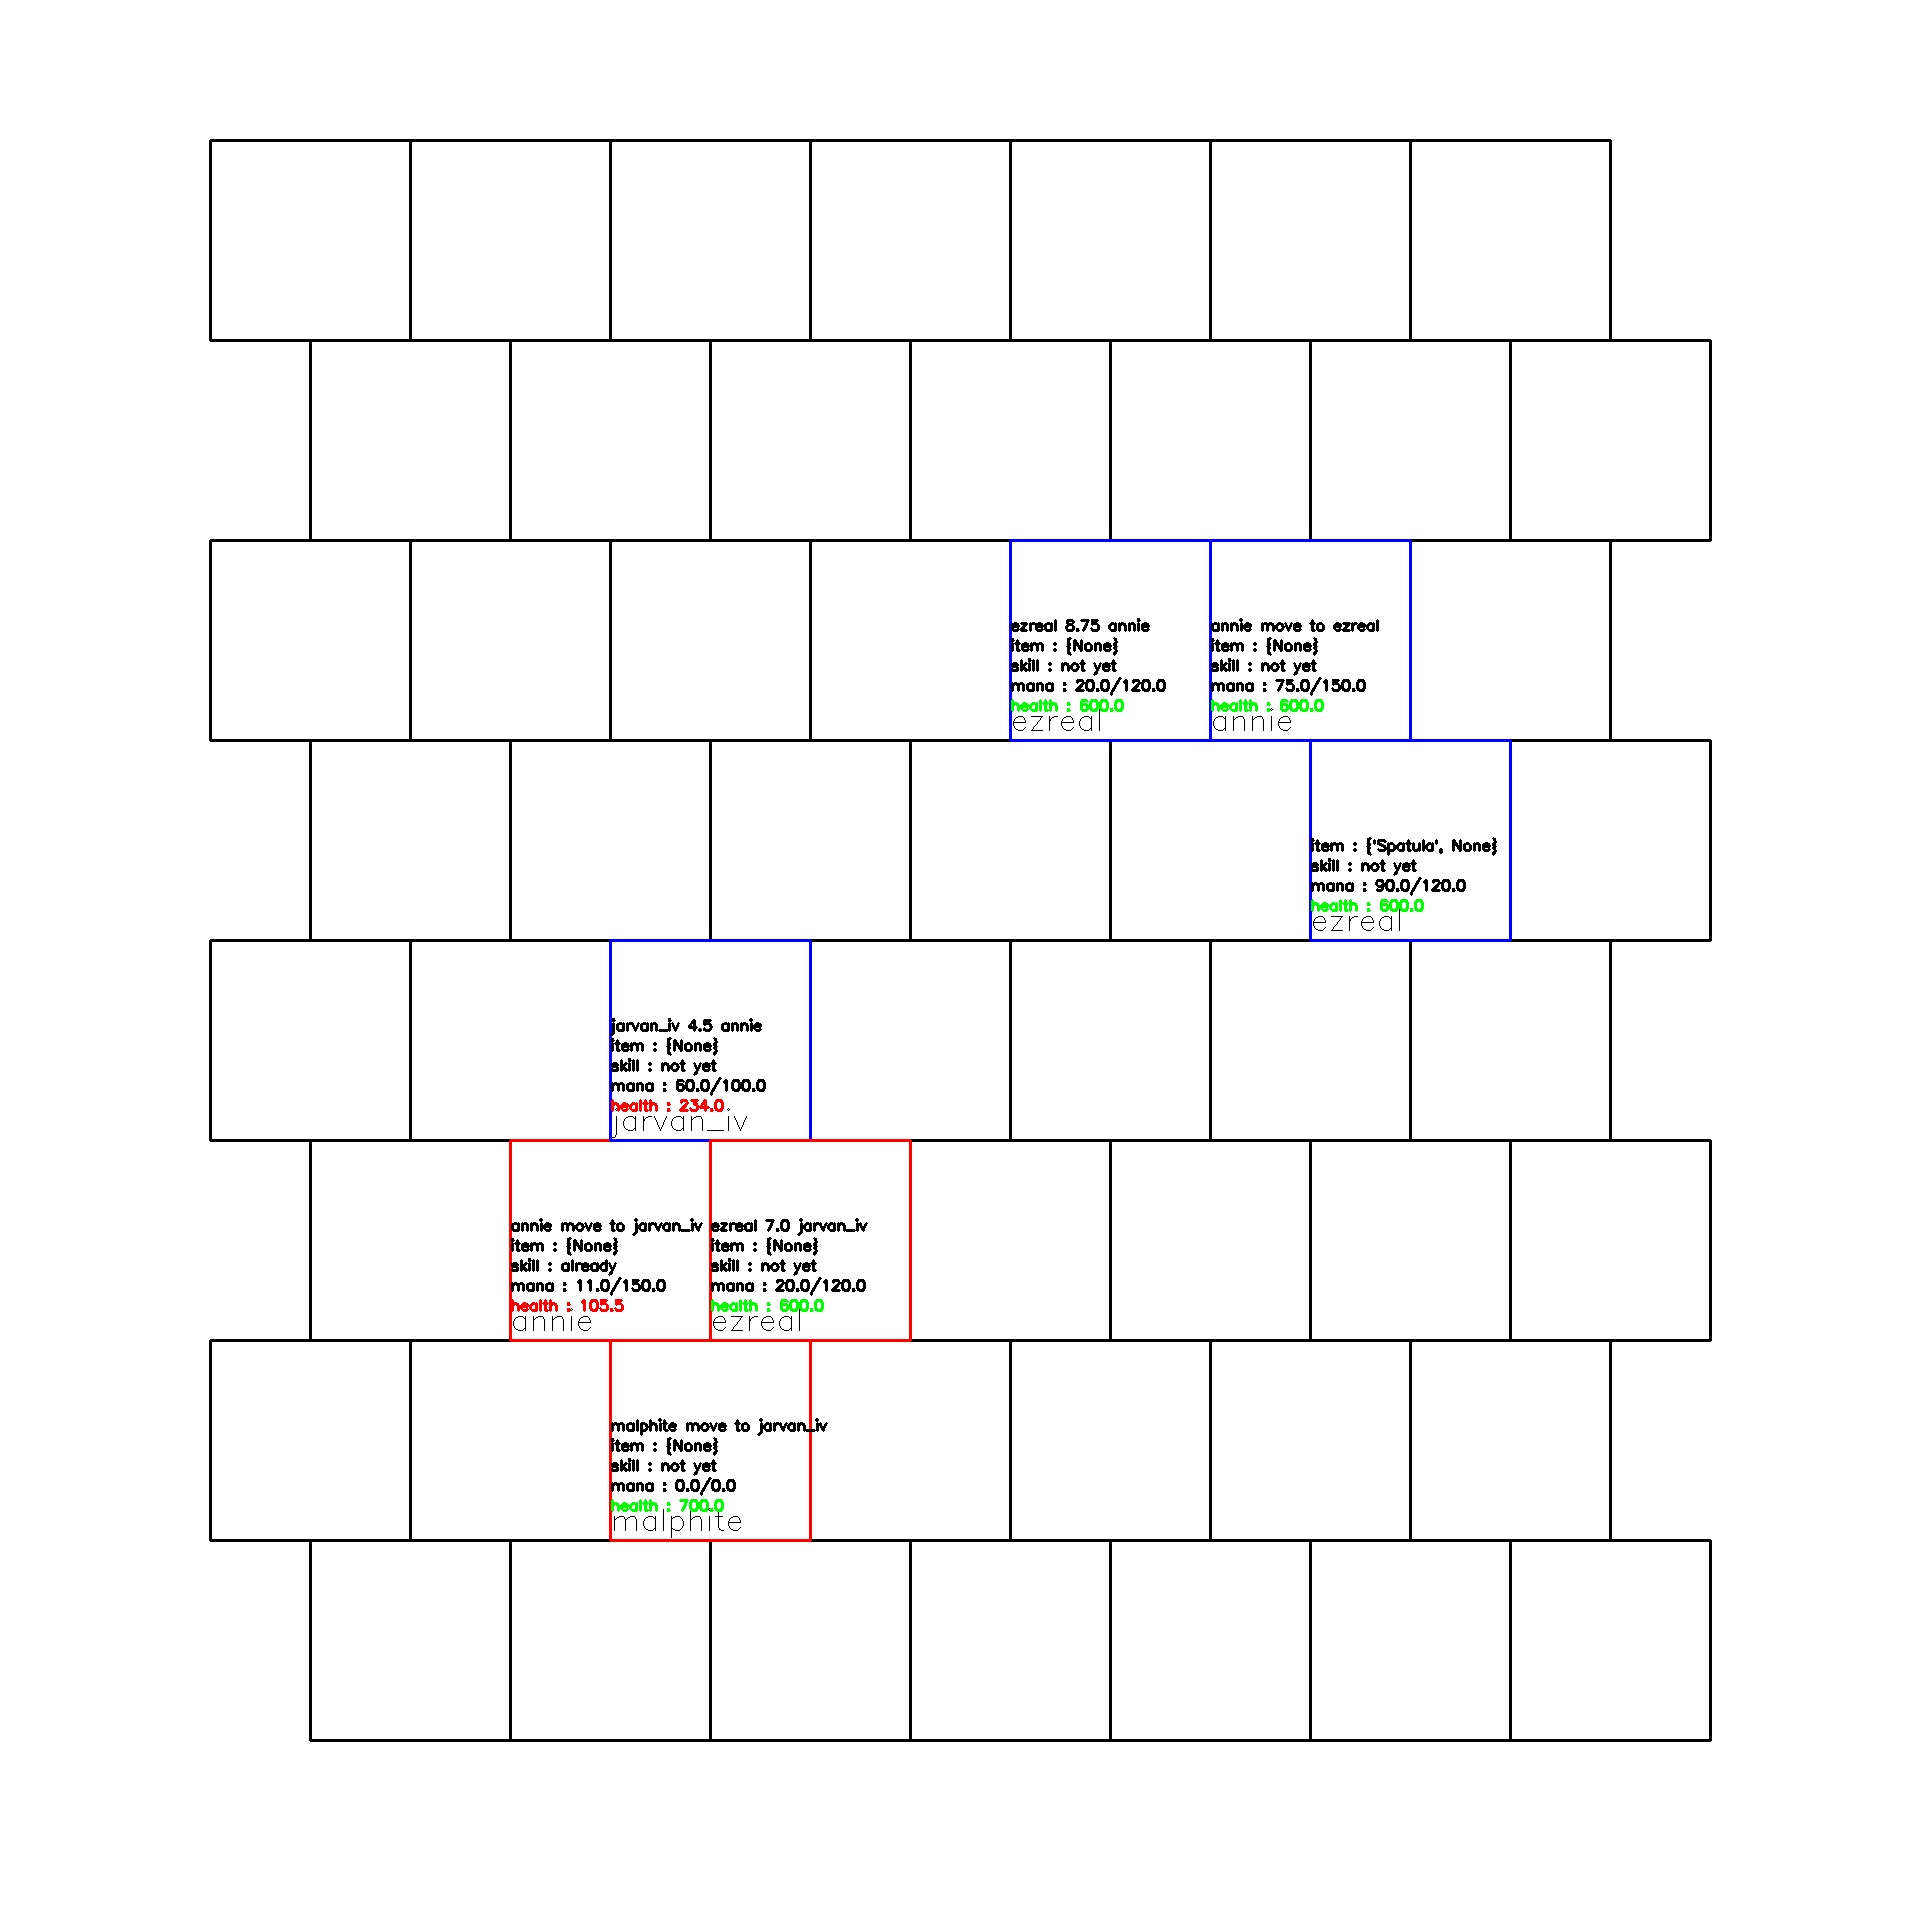 ezreal 8.75 annie
item : {None}
skill : not yet
mana : 20.0/120.0
health : 600.0
ezreal
annie move to ezreal
item : {None}
skill : not yet
mana : 75.0/150.0
health : 600.0
annie
item : {'Spatula', None}
skill : not yet
mana : 90.0/120.0
health : 600.0
ezreal
jarvan_iv 4.5 annie
item : {None}
skill : not yet
mana : 60.0/100.0
health : 234.0
jarvan_iv
annie move to jarvan_iv
item : {None}
skill : already
mana : 11.0/150.0
health : 105.5
annie
ezreal 7.0 jarvan_iv
item : {None}
skill : not yet
mana : 20.0/120.0
health : 600.0
ezreal
malphite move to jarvan_iv
item : {None}
skill : not yet
mana : 0.0/0.0
health : 700.0
malphite